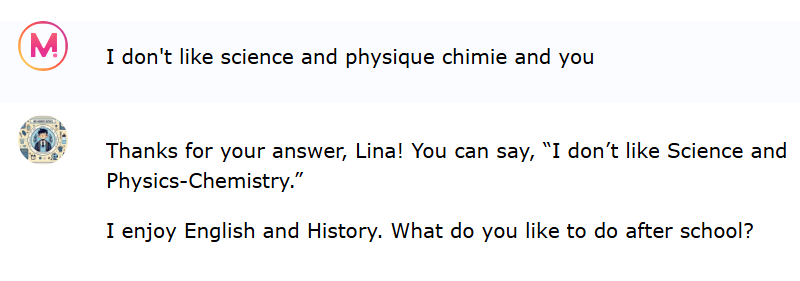 M!
I don't like science and physique chimie and you
Thanks for your answer, Lina! You can say, “I don’t like Science and
Physics-Chemistry.”
I enjoy English and History. What do you like to do after school?